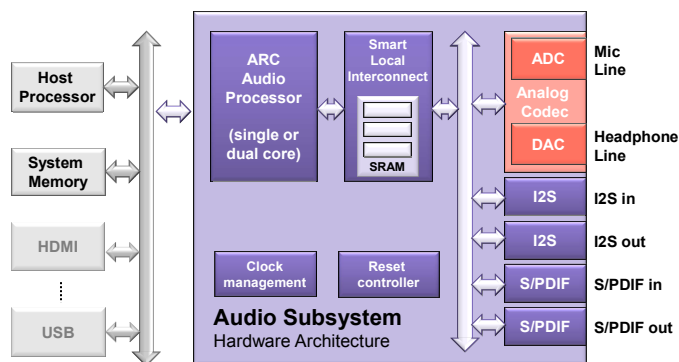 Host
Processor
System
Memory
HDMI
USB
ARC
Audio
Processor
(single or
dual core)
Smart
Local
Interconnect
SRAM
Clock
management
Reset
controller
Audio Subsystem
Hardware Architecture
ADC
Analog
Codec
DAC
I2S
I2S
S/PDIF
S/PDIF
Mic
Line
Headphone
Line
I2S in
I2S out
S/PDIF in
S/PDIF out